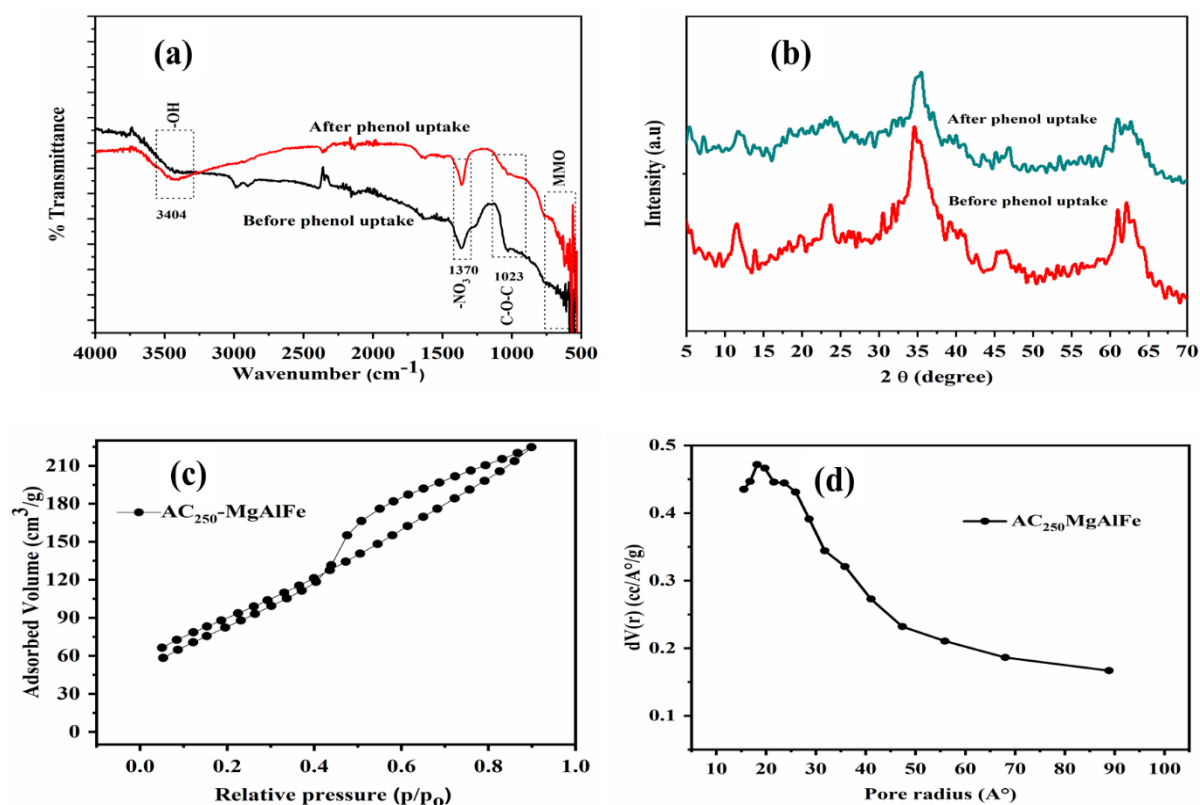 (a)
% Transmittance
-OH
3404
After phenol uptake
Before phenol uptake
1370
-NO3
1023
C-O-C
MMO
4000 3500 3000 2500 2000 1500 1000 500
Wavenumber (cm-1)
(b)
Intensity (a.u)
After phenol uptake
Before phenol uptake
5 10 15 20 25 30 35 40 45 50 55 60 65 70
2 θ (degree)
(c)
Adsorbed Volume (cm3/g)
210
180
150
120
90
60
30
0
AC250-MgAlFe
0.0 0.2 0.4 0.6 0.8 1.0
Relative pressure (p/po)
(d)
dV(r) (cc/A°/g)
0.5
0.4
0.3
0.2
0.1
AC250MgAlFe
10 20 30 40 50 60 70 80 90 100
Pore radius (A°)